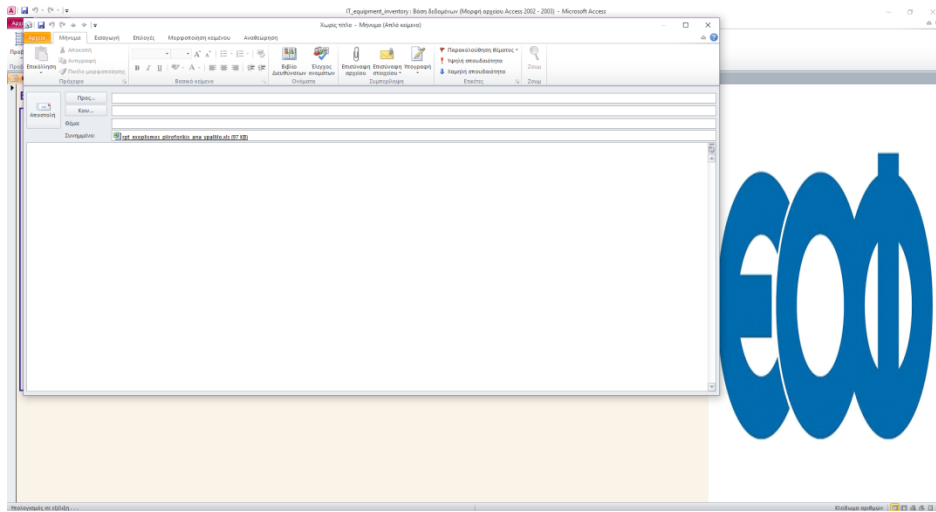 IT_equipment_inventory : Βάση δεδομένων (Μορφή αρχείου Access 2002 - 2003) - Microsoft Access
Χωρίς τίτλο - Μήνυμα (Απλό κείμενο)
Αρχείο Μήνυμα Εισαγωγή Επιλογές Μορφοποίηση κειμένου Αναθεώρηση
Επικόλληση
Αποκοπή
Αντιγραφή
Πινέλο μορφοποίησης
Πρόχειρο
Βασικό κείμενο
Βιβλίο Διευθύνσεων
Έλεγχος ονομάτων
Ονόματα
Επισύναψη αρχείου
Επισύναψη στοιχείου
Υπογραφή
Συμπερίληψη
Παρακολούθηση θέματος
Υψηλή σπουδαιότητα
Χαμηλή σπουδαιότητα
Ετικέτες
Ζουμ
Ζουμ
Αποστολή
Προς...
Κοιν...
Θέμα:
Συνημμένο:
ΕΟΦ
Υπολογισμός σε εξέλιξη . . .
Κλείδωμα αριθμών